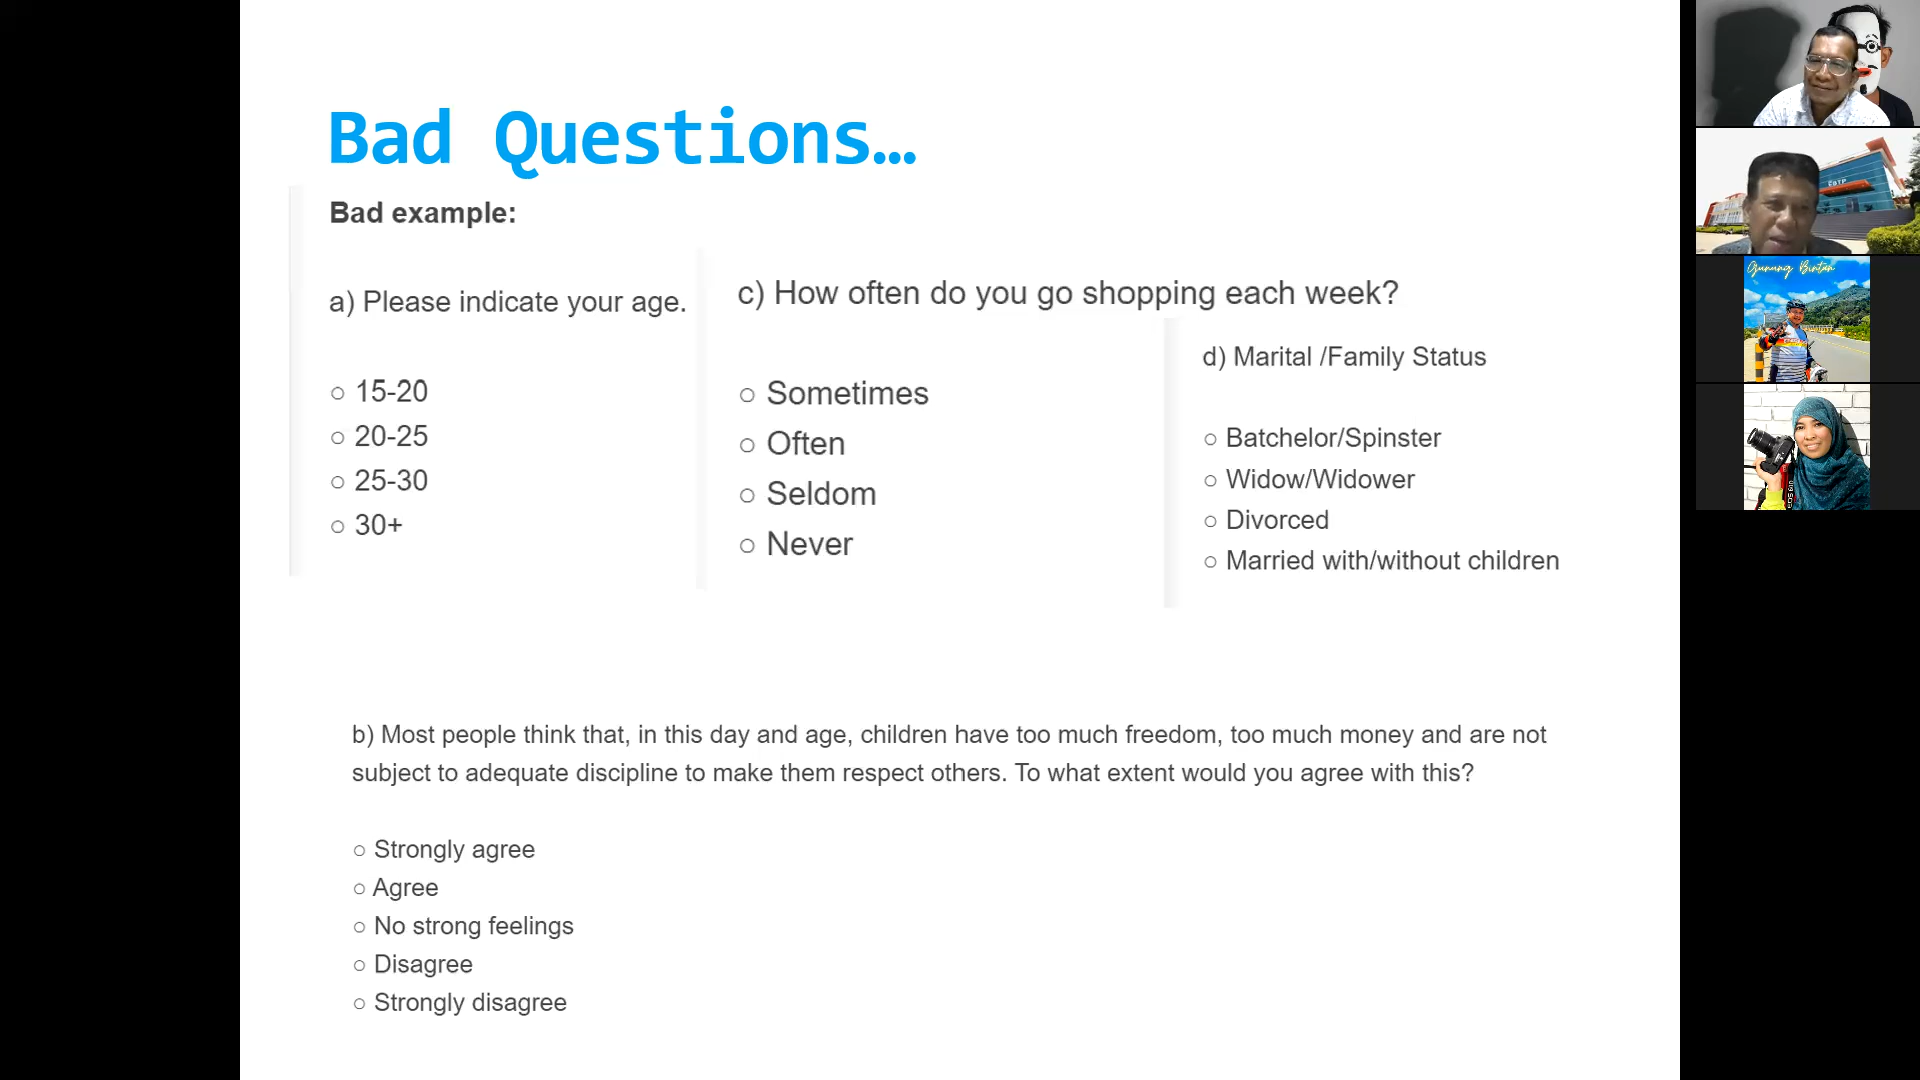 Bad Questions…
Bad example:
a) Please indicate your age.
○ 15-20
○ 20-25
○ 25-30
○ 30+
c) How often do you go shopping each week?
○ Sometimes
○ Often
○ Seldom
○ Never
d) Marital /Family Status
○ Batchelor/Spinster
○ Widow/Widower
○ Divorced
○ Married with/without children
b) Most people think that, in this day and age, children have too much freedom, too much money and are not
subject to adequate discipline to make them respect others. To what extent would you agree with this?
○ Strongly agree
○ Agree
○ No strong feelings
○ Disagree
○ Strongly disagree
Gunung Bintan